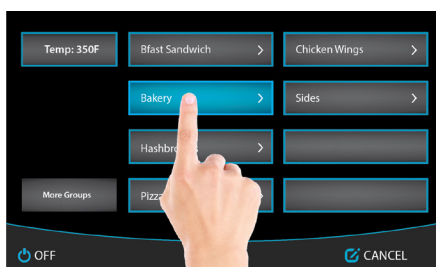 Temp: 350F
Bfast Sandwich
Chicken Wings
Bakery
Sides
More Groups
OFF
CANCEL